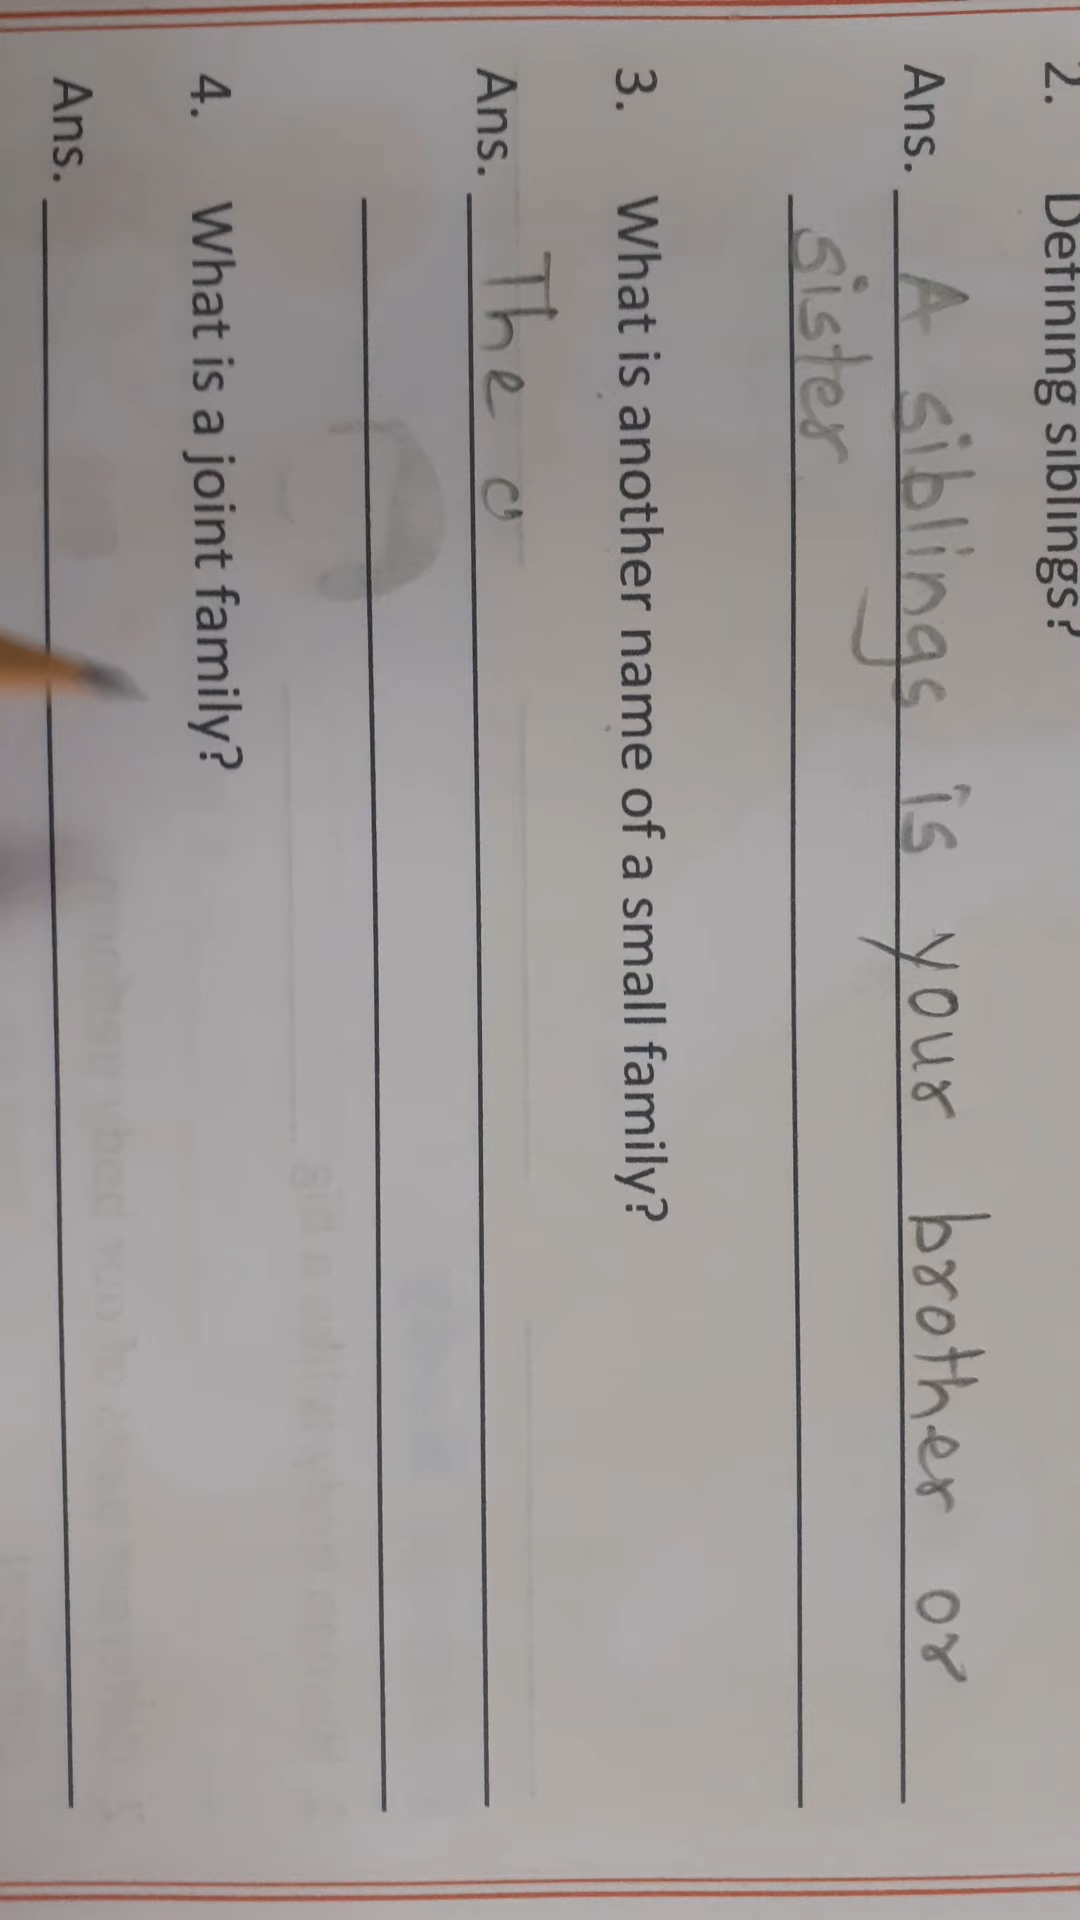 2. Defining siblings?
Ans. A siblings is your brother or
sister
3. What is another name of a small family?
Ans. The
4. What is a joint family?
Ans.